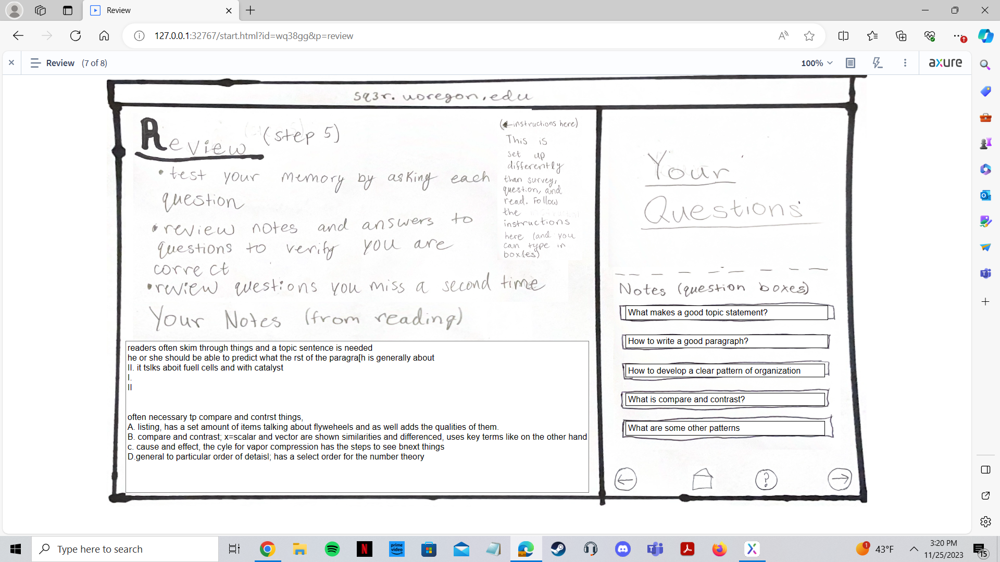 Review
127.0.0.1:32767/start.html?id=wq38gg&p=review
Review (7 of 8)
100%
axure
sq3r.uoregon.edu
Review (step 5)
• test your memory by asking each
question
• review notes and answers to
questions to verify you are
correct
• review questions you miss a second time
Your Notes (from reading)
(←instructions here)
This is
set up
differently
than survey,
question, and
read. Follow
the
instructions
here (and you
can type in
box(es)
readers often skim through things and a topic sentence is needed
he or she should be able to predict what the rst of the paragra[h is generally about
II. it tslks aboit fuell cells and with catalyst
I.
II
often necessary tp compare and contrst things,
A. listing, has a set amount of items talking about flyweheels and as well adds the qualities of them.
B. compare and contrast; x=scalar and vector are shown similarities and differenced, uses key terms like on the other hand
c. cause and effect, the cyle for vapor compression has the steps to see bnext things
D.general to particular order of detaisl; has a select order for the number theory
Your
Questions
Notes (question boxes)
What makes a good topic statement?
How to write a good paragraph?
How to develop a clear pattern of organization
What is compare and contrast?
What are some other patterns
?
Type here to search
prime video
1
43°F
3:20 PM
11/25/2023
15